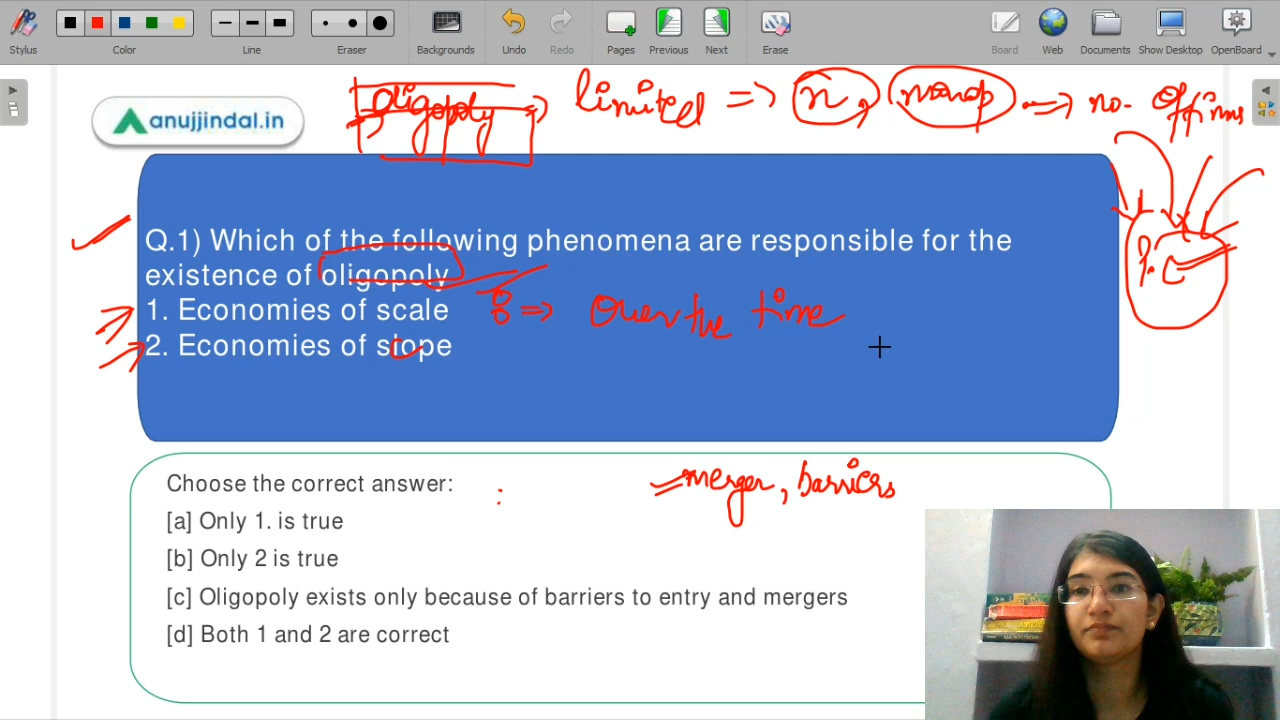 Stylus
Color
Line
Eraser
Backgrounds
Undo
Redo
Pages
Previous
Next
Erase
Board
Web
Documents
Show Desktop
OpenBoard
oligopoly → limited ⇒ n, monop → no. of firms
anujjindal.in
Q.1) Which of the following phenomena are responsible for the
existence of oligopoly
P.C
1. Economies of scale ⇒ Over the time
2. Economies of scope
Choose the correct answer: :
merger, barriers
[a] Only 1. is true
[b] Only 2 is true
[c] Oligopoly exists only because of barriers to entry and mergers
[d] Both 1 and 2 are correct